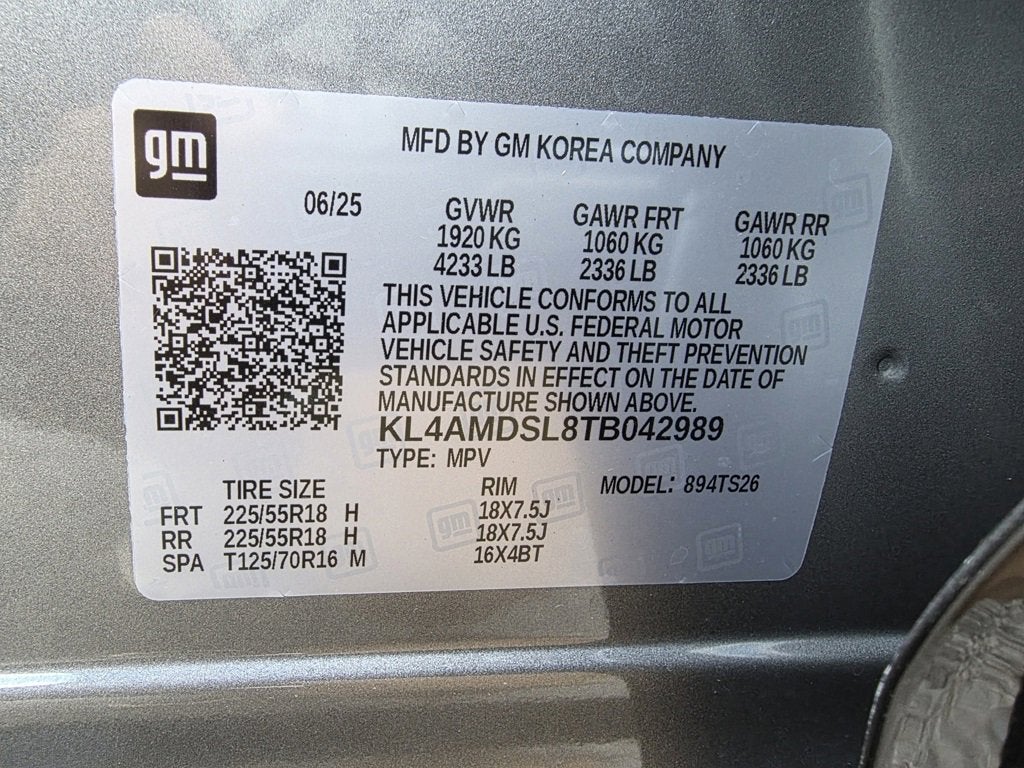 gm
MFD BY GM KOREA COMPANY
06/25
GVWR GAWR FRT GAWR RR
1920 KG 1060 KG 1060 KG
4233 LB 2336 LB 2336 LB
THIS VEHICLE CONFORMS TO ALL
APPLICABLE U.S. FEDERAL MOTOR
VEHICLE SAFETY AND THEFT PREVENTION
STANDARDS IN EFFECT ON THE DATE OF
MANUFACTURE SHOWN ABOVE.
KL4AMDSL8TB042989
TYPE: MPV
TIRE SIZE RIM MODEL: 894TS26
FRT 225/55R18 H 18X7.5J
RR 225/55R18 H 18X7.5J
SPA T125/70R16 M 16X4BT